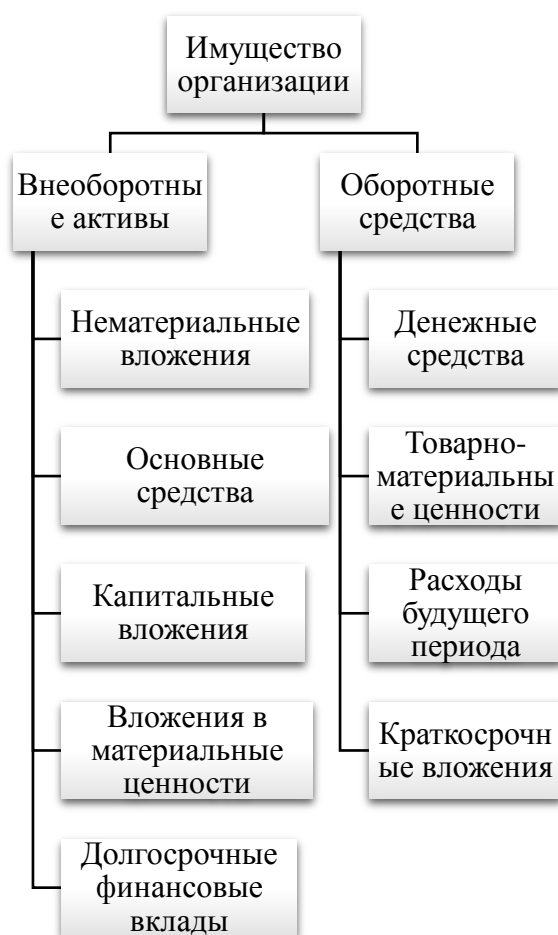 Имущество
организации
Внеоборотны
е активы
Оборотные
средства
Нематериальные
вложения
Денежные
средства
Основные
средства
Товарно-
материальны
е ценности
Капитальные
вложения
Расходы
будущего
периода
Вложения в
материальные
ценности
Краткосрочн
ые вложения
Долгосрочные
финансовые
вклады